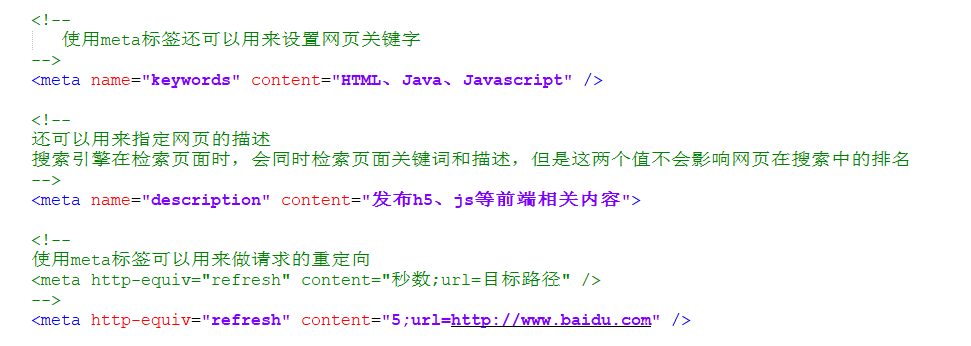 <!--
使用meta标签还可以用来设置网页关键字
-->
<meta name="keywords" content="HTML、Java、Javascript" />
<!--
还可以用来指定网页的描述
搜索引擎在检索页面时，会同时检索页面关键词和描述，但是这两个值不会影响网页在搜索中的排名
-->
<meta name="description" content="发布h5、js等前端相关内容">
<!--
使用meta标签可以用来做请求的重定向
<meta http-equiv="refresh" content="秒数;url=目标路径" />
-->
<meta http-equiv="refresh" content="5;url=http://www.baidu.com" />